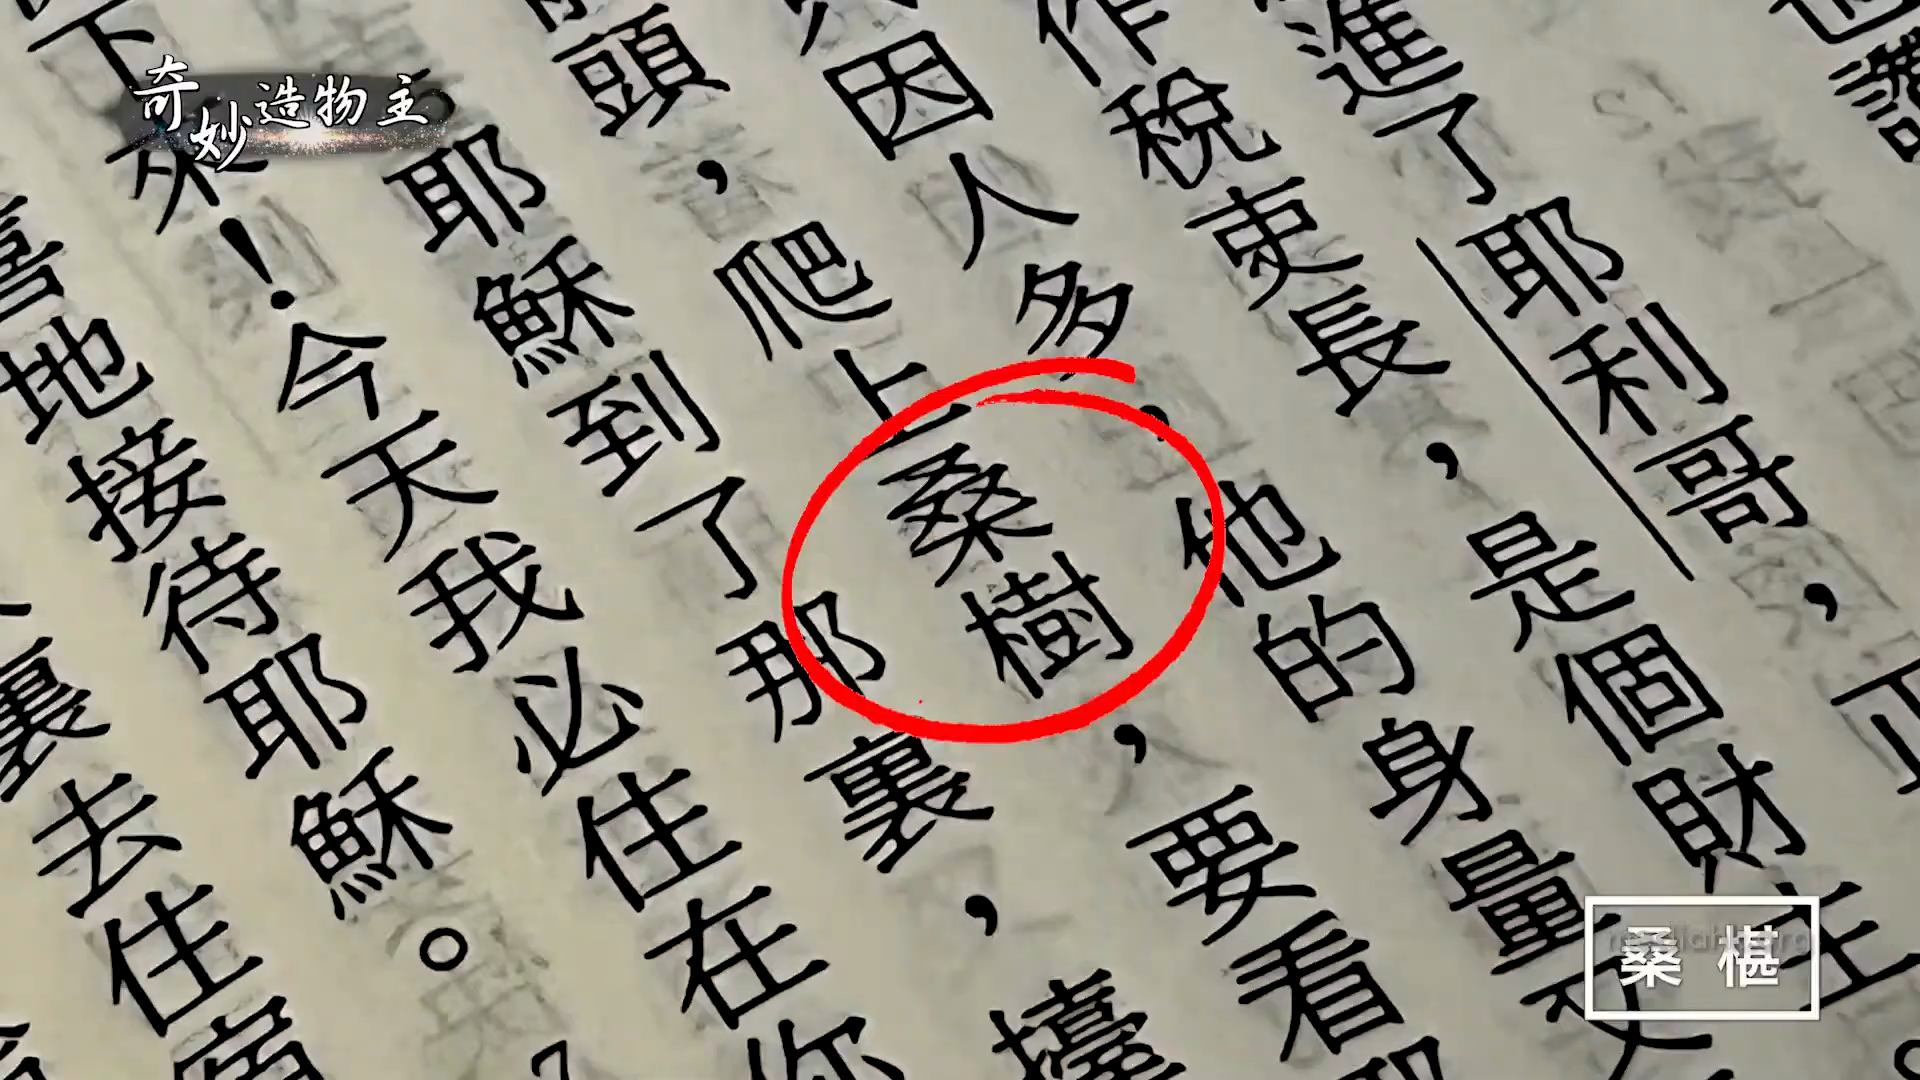 奇妙造物主
進了耶利哥，正
作稅吏長，是個財主。
因人多，他的身量
頭，爬上桑樹，要看
耶穌到了那裏，擡
下來！今天我必住在你
喜地接待耶穌。
裏去住宿
桑椹